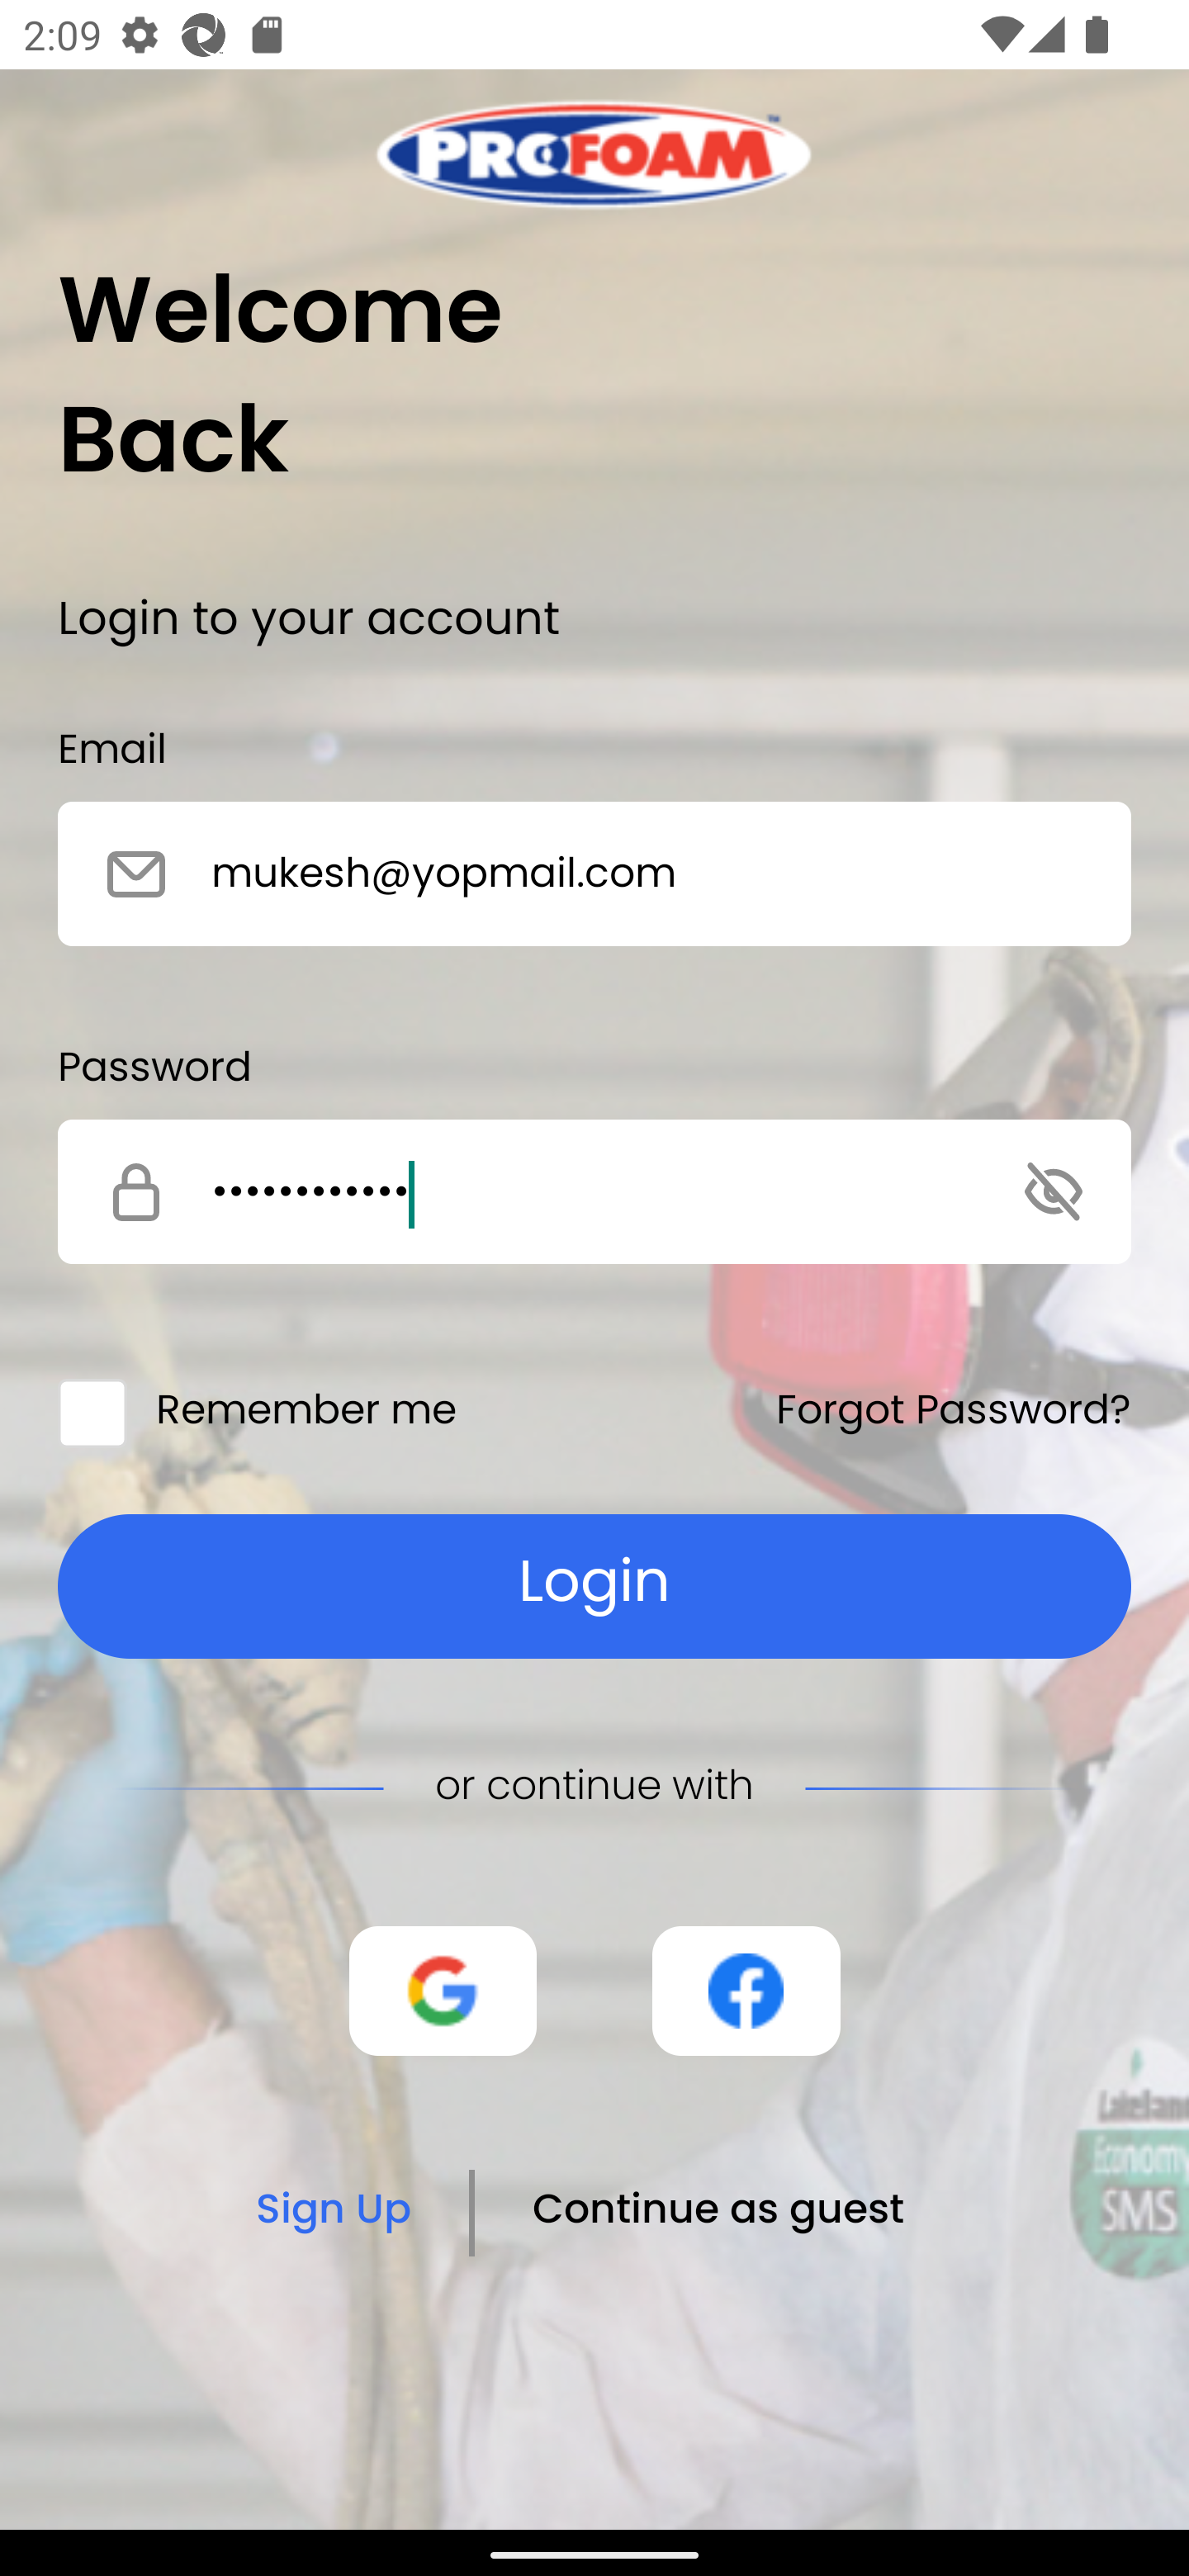 2:09
PROFOAM
TM
Welcome
Back
Login to your account
Email
mukesh@yopmail.com
Password
••••••••••••
Remember me
Forgot Password?
Login
or continue with
Sign Up
Continue as guest
Lakeland
Economy
SMS